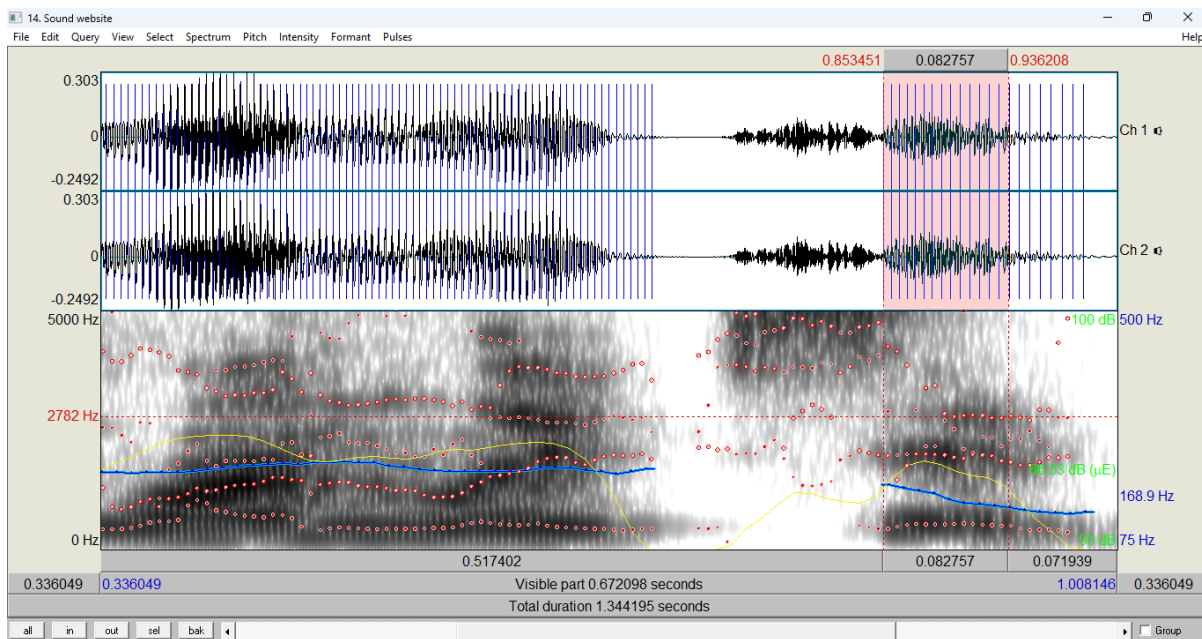 14. Sound website
File Edit Query View Select Spectrum Pitch Intensity Formant Pulses Help
0.853451 0.082757 0.936208
0.303
0
-0.2492
Ch 1
0.303
0
-0.2492
Ch 2
5000 Hz 100 dB 500 Hz
2782 Hz
dB (µE)
168.9 Hz
0 Hz 50 dB 75 Hz
0.517402 0.082757 0.071939
0.336049 0.336049 Visible part 0.672098 seconds 1.008146 0.336049
Total duration 1.344195 seconds
all in out sel bak Group